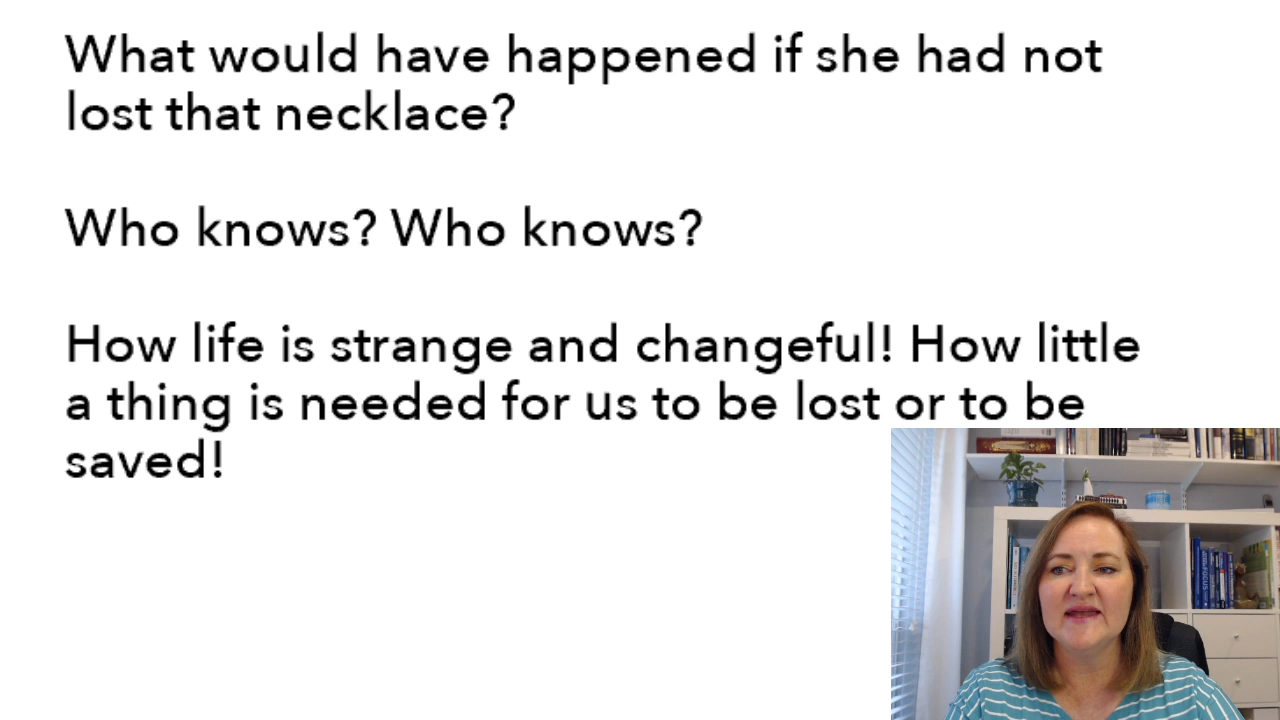 What would have happened if she had not
lost that necklace?
Who knows? Who knows?
How life is strange and changeful! How little
a thing is needed for us to be lost or to be
saved!